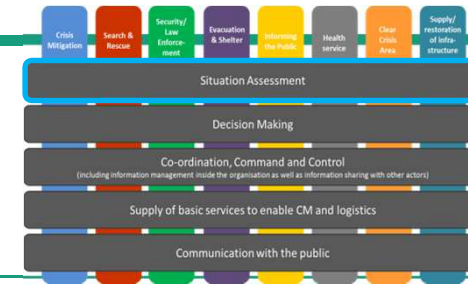 Crisis
Mitigation
Search &
Rescue
Security/
Law
Enforce-
ment
Evacuation
& Shelter
Informing
the Public
Health
service
Clear
Crisis
Area
Supply/
restoration
of infra-
structure
Situation Assessment
Decision Making
Co-ordination, Command and Control
(including information management inside the organisation as well as information sharing with other actors)
Supply of basic services to enable CM and logistics
Communication with the public